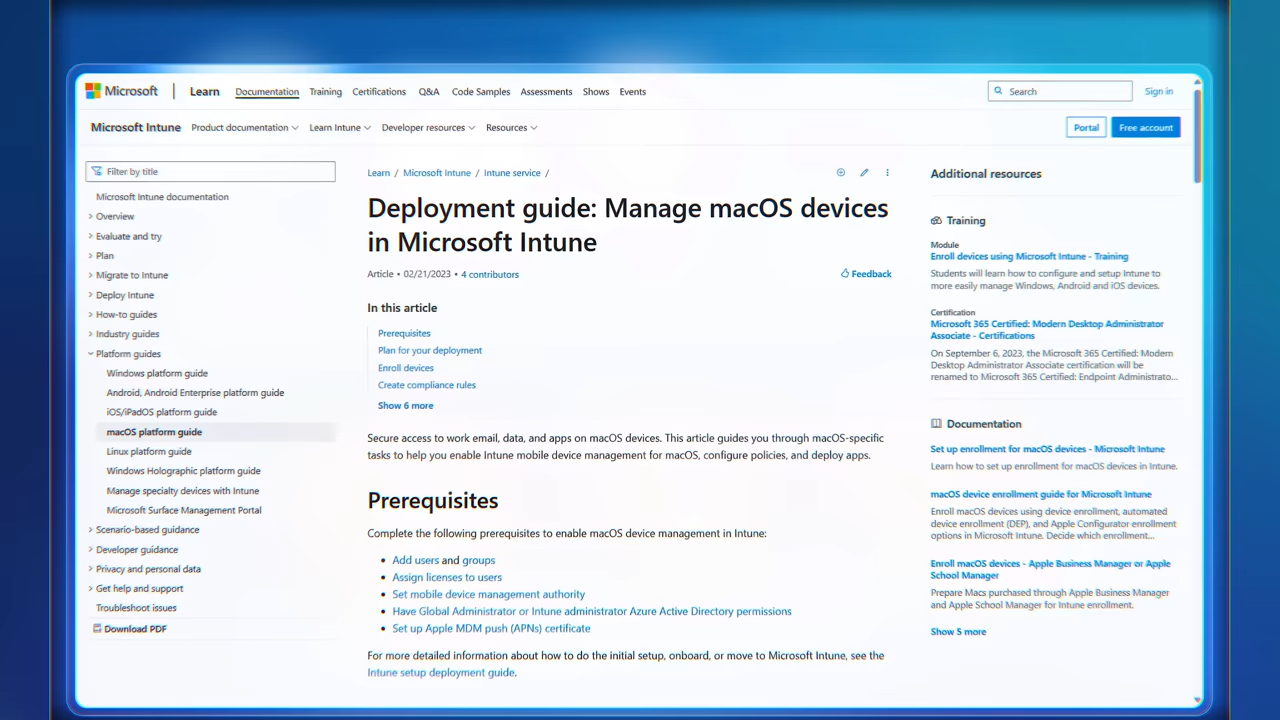 Microsoft
Learn
Documentation
Training
Certifications
Q&A
Code Samples
Assessments
Shows
Events
Search
Sign in
Microsoft Intune
Product documentation
Learn Intune
Developer resources
Resources
Portal
Free account
Filter by title
Microsoft Intune documentation
Overview
Evaluate and try
Plan
Migrate to Intune
Deploy Intune
How-to guides
Industry guides
Platform guides
Windows platform guide
Android, Android Enterprise platform guide
iOS/iPadOS platform guide
macOS platform guide
Linux platform guide
Windows Holographic platform guide
Manage specialty devices with Intune
Microsoft Surface Management Portal
Scenario-based guidance
Developer guidance
Privacy and personal data
Get help and support
Troubleshoot issues
Download PDF
Learn / Microsoft Intune / Intune service /
Deployment guide: Manage macOS devices
in Microsoft Intune
Article • 02/21/2023 • 4 contributors
Feedback
In this article
Prerequisites
Plan for your deployment
Enroll devices
Create compliance rules
Show 6 more
Secure access to work email, data, and apps on macOS devices. This article guides you through macOS-specific
tasks to help you enable Intune mobile device management for macOS, configure policies, and deploy apps.
Prerequisites
Complete the following prerequisites to enable macOS device management in Intune:
• Add users and groups
• Assign licenses to users
• Set mobile device management authority
• Have Global Administrator or Intune administrator Azure Active Directory permissions
• Set up Apple MDM push (APNs) certificate
For more detailed information about how to do the initial setup, onboard, or move to Microsoft Intune, see the
Intune setup deployment guide.
Additional resources
Training
Module
Enroll devices using Microsoft Intune - Training
Students will learn how to configure and setup Intune to
more easily manage Windows, Android and iOS devices.
Certification
Microsoft 365 Certified: Modern Desktop Administrator
Associate - Certifications
On September 6, 2023, the Microsoft 365 Certified: Modern
Desktop Administrator Associate certification will be
renamed to Microsoft 365 Certified: Endpoint Administrato...
Documentation
Set up enrollment for macOS devices - Microsoft Intune
Learn how to set up enrollment for macOS devices in Intune.
macOS device enrollment guide for Microsoft Intune
Enroll macOS devices using device enrollment, automated
device enrollment (DEP), and Apple Configurator enrollment
options in Microsoft Intune. Decide which enrollment...
Enroll macOS devices - Apple Business Manager or Apple
School Manager
Prepare Macs purchased through Apple Business Manager
and Apple School Manager for Intune enrollment.
Show 5 more